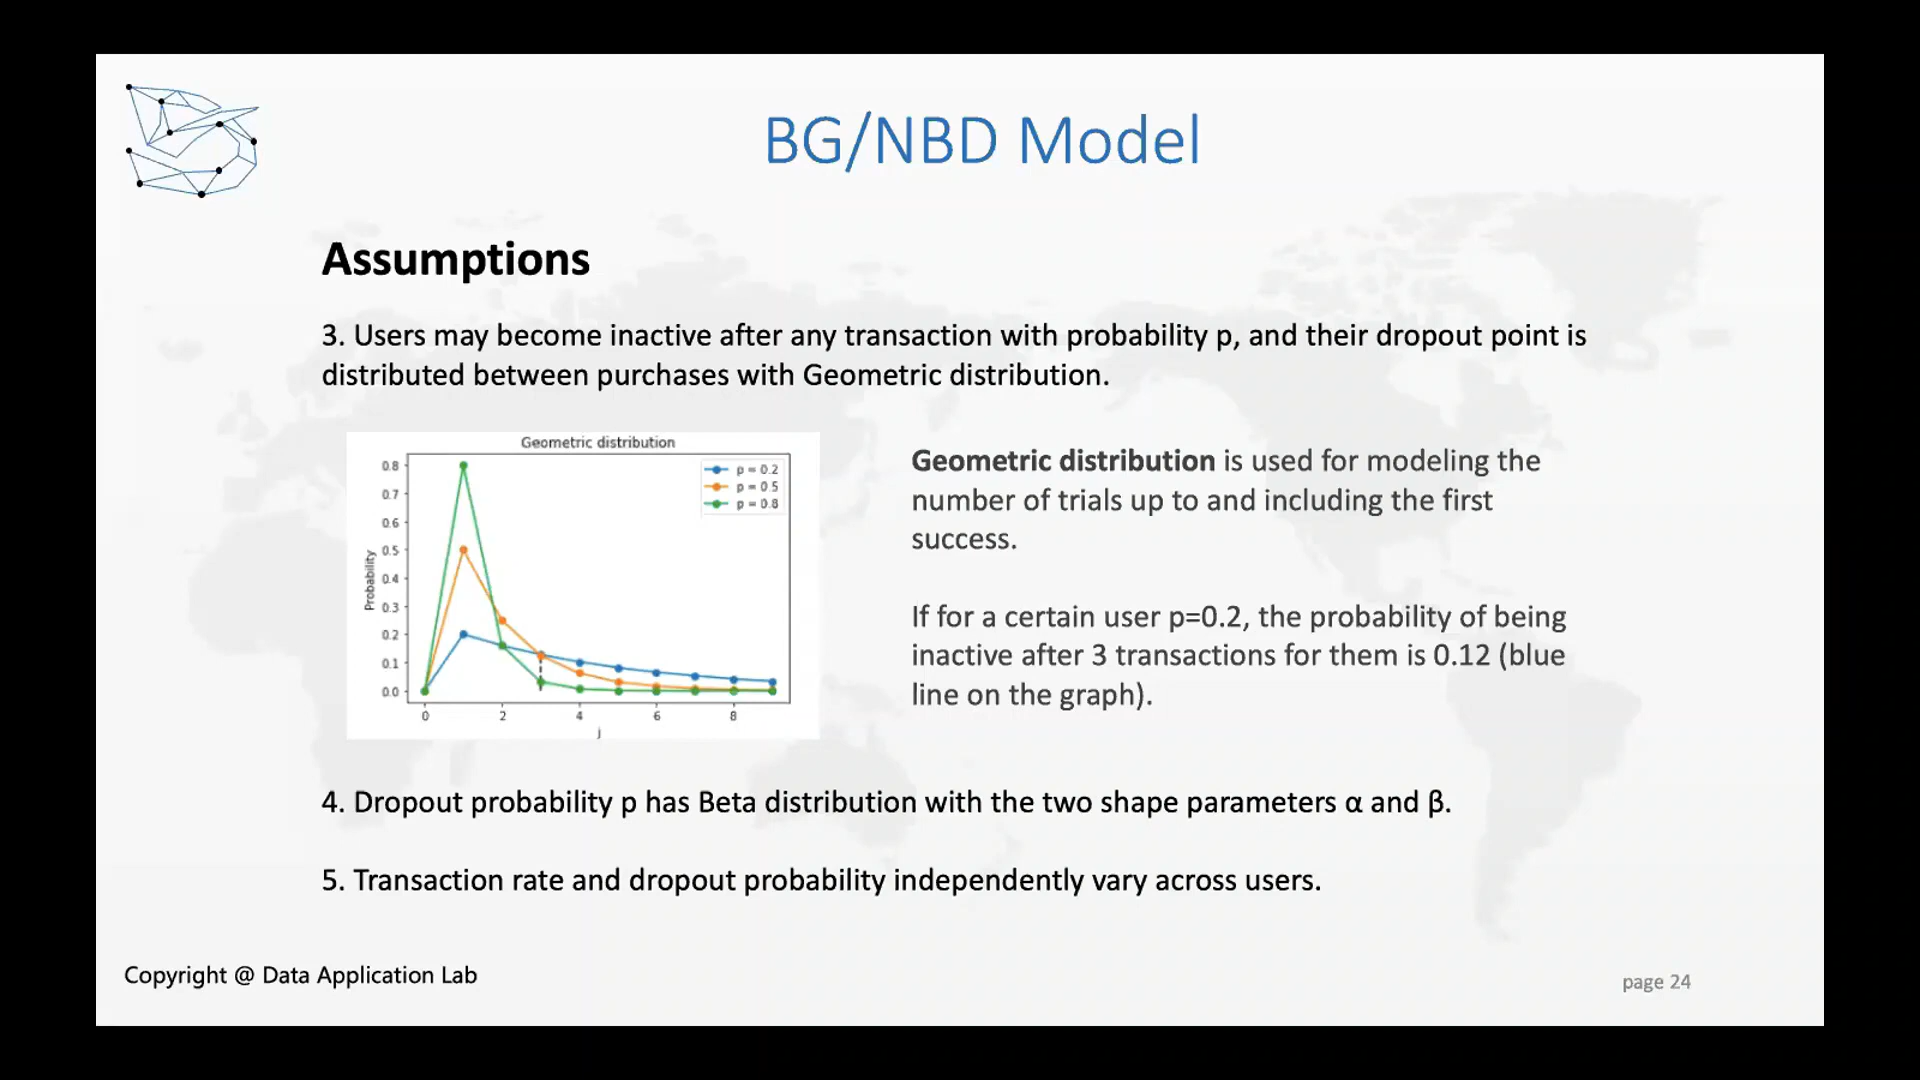 BG/NBD Model
Assumptions
3. Users may become inactive after any transaction with probability p, and their dropout point is
distributed between purchases with Geometric distribution.
Geometric distribution
0.8
0.7
0.6
0.5
0.4
0.3
0.2
0.1
0.0
Probability
p = 0.2
p = 0.5
p = 0.8
0 2 4 6 8
j
Geometric distribution is used for modeling the
number of trials up to and including the first
success.
If for a certain user p=0.2, the probability of being
inactive after 3 transactions for them is 0.12 (blue
line on the graph).
4. Dropout probability p has Beta distribution with the two shape parameters α and β.
5. Transaction rate and dropout probability independently vary across users.
Copyright @ Data Application Lab
page 24